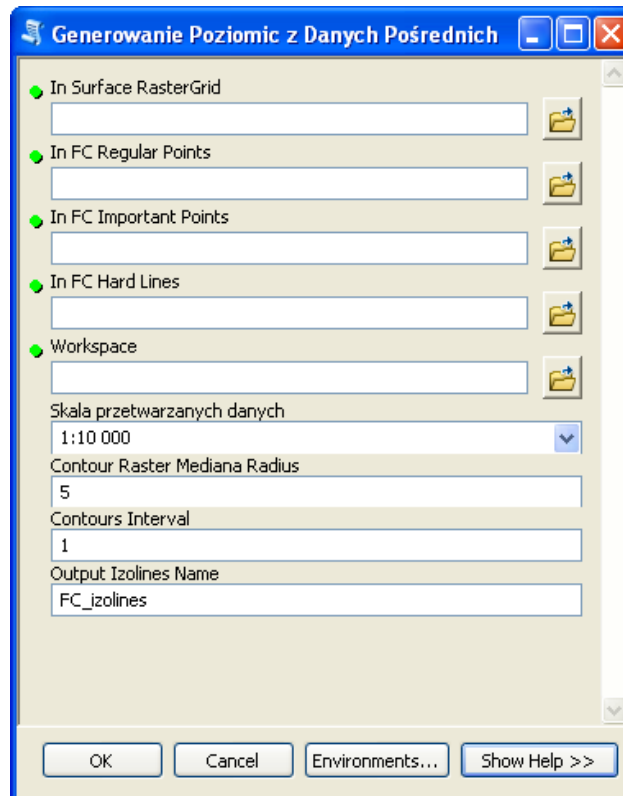 Generowanie Poziomic z Danych Pośrednich
In Surface RasterGrid
In FC Regular Points
In FC Important Points
In FC Hard Lines
Workspace
Skala przetwarzanych danych
1:10 000
Contour Raster Mediana Radius
5
Contours Interval
1
Output Izolines Name
FC_izolines
OK Cancel Environments... Show Help >>